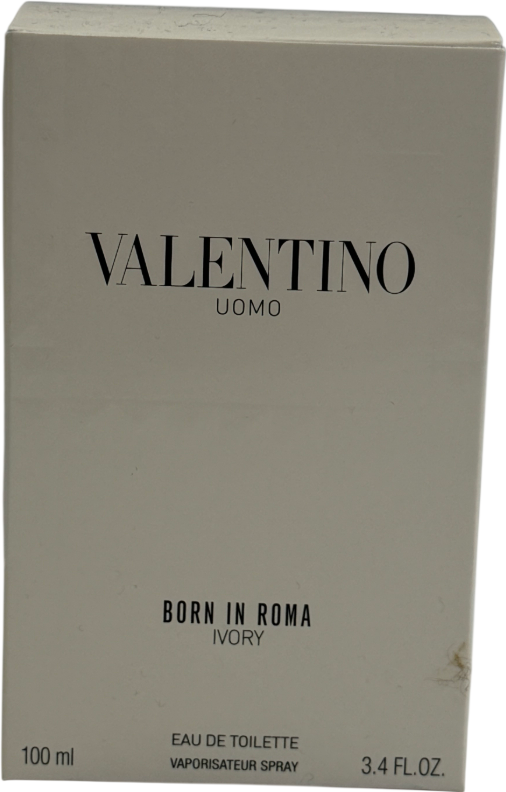 VALENTINO
UOMO
BORN IN ROMA
IVORY
EAU DE TOILETTE
100 ml VAPORISATEUR SPRAY 3.4 FL.OZ.